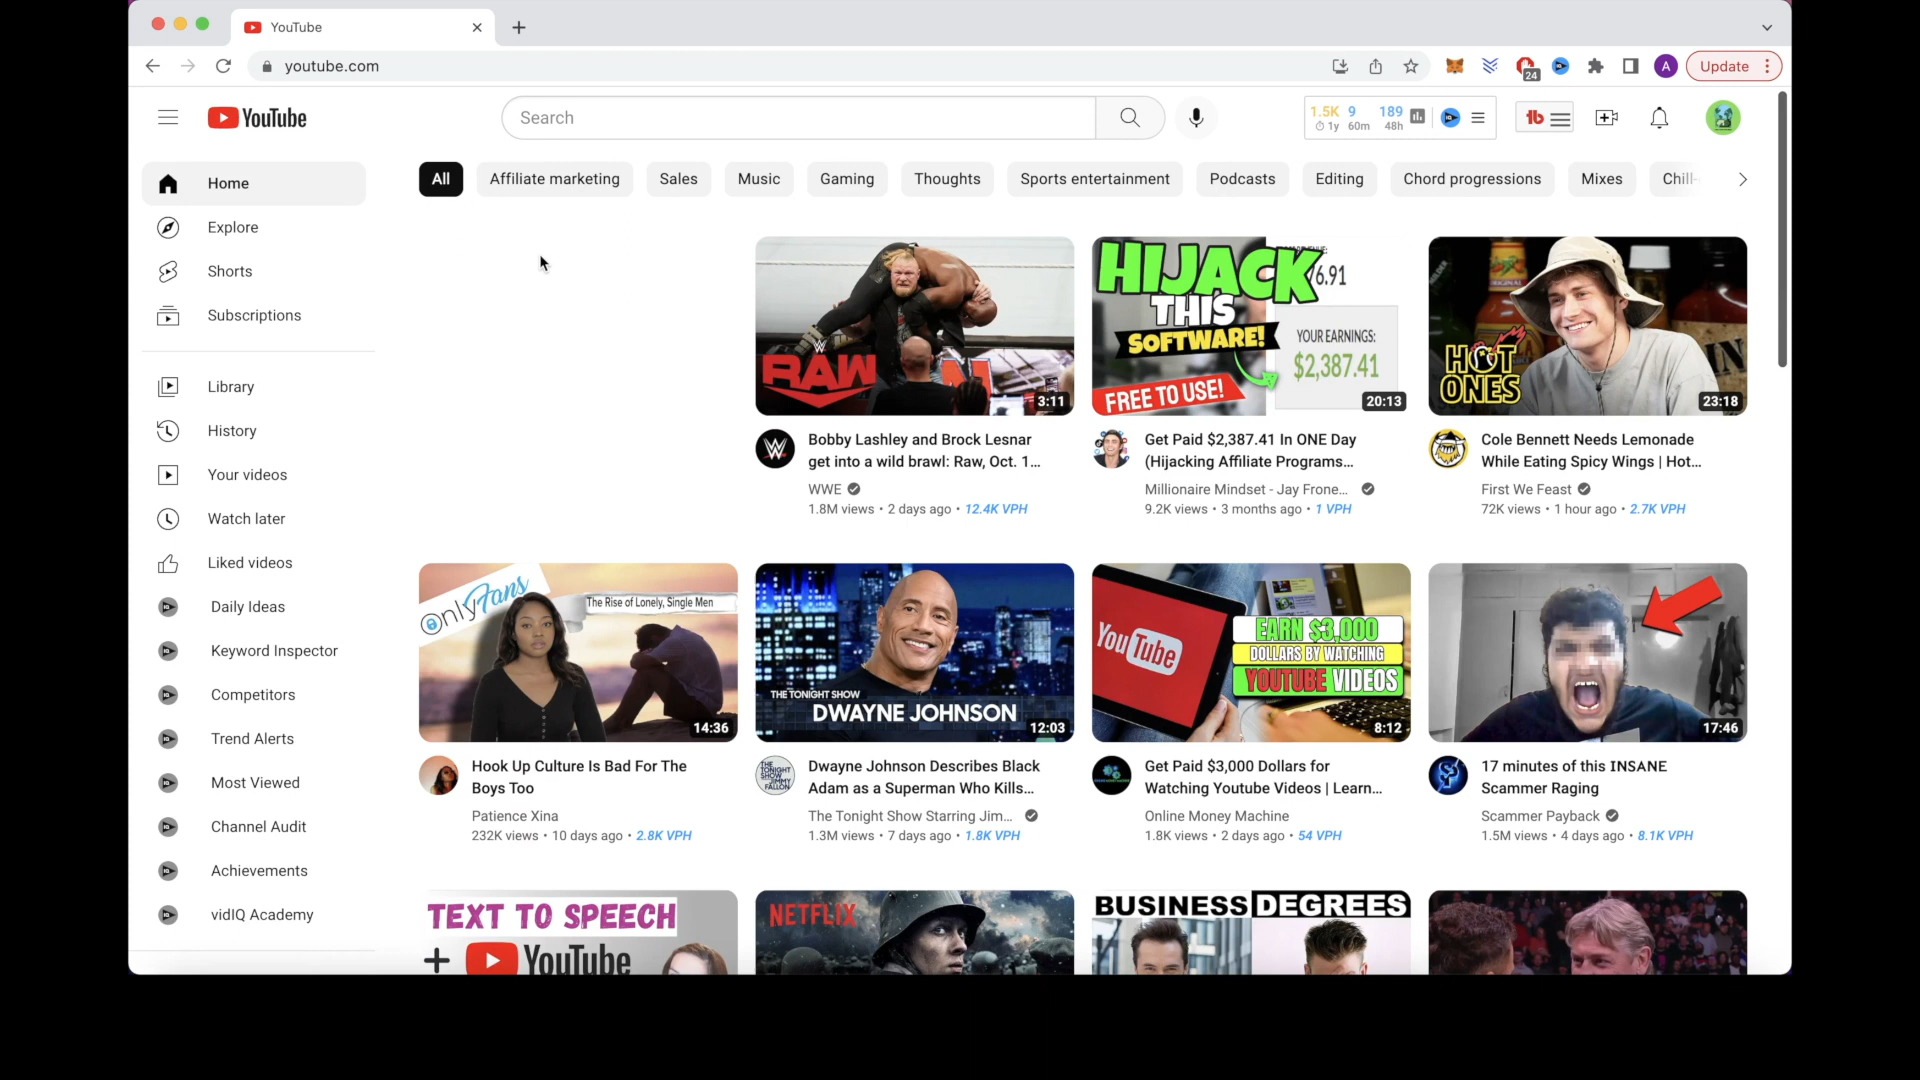 YouTube
youtube.com
24
A
Update
YouTube
Search
1.5K 9 189
1y 60m 48h
tb
All
Affiliate marketing
Sales
Music
Gaming
Thoughts
Sports entertainment
Podcasts
Editing
Chord progressions
Mixes
Chill-
Home
Explore
Shorts
Subscriptions
Library
History
Your videos
Watch later
Liked videos
Daily Ideas
Keyword Inspector
Competitors
Trend Alerts
Most Viewed
Channel Audit
Achievements
vidIQ Academy
RAW
3:11
Bobby Lashley and Brock Lesnar
get into a wild brawl: Raw, Oct. 1...
WWE
1.8M views • 2 days ago • 12.4K VPH
HIJACK
THIS
SOFTWARE!
FREE TO USE!
6.91
YOUR EARNINGS:
$2,387.41
20:13
Get Paid $2,387.41 In ONE Day
(Hijacking Affiliate Programs...
Millionaire Mindset - Jay Frone...
9.2K views • 3 months ago • 1 VPH
HOT
ONES
23:18
Cole Bennett Needs Lemonade
While Eating Spicy Wings | Hot...
First We Feast
72K views • 1 hour ago • 2.7K VPH
OnlyFans
The Rise of Lonely, Single Men
14:36
Hook Up Culture Is Bad For The
Boys Too
Patience Xina
232K views • 10 days ago • 2.8K VPH
THE TONIGHT SHOW
DWAYNE JOHNSON
12:03
THE
TONIGHT
SHOW
JIMMY
FALLON
Dwayne Johnson Describes Black
Adam as a Superman Who Kills...
The Tonight Show Starring Jim...
1.3M views • 7 days ago • 1.8K VPH
YouTube
EARN $3,000
DOLLARS BY WATCHING
YOUTUBE VIDEOS
8:12
Get Paid $3,000 Dollars for
Watching Youtube Videos | Learn...
Online Money Machine
1.8K views • 2 days ago • 54 VPH
17:46
17 minutes of this INSANE
Scammer Raging
Scammer Payback
1.5M views • 4 days ago • 8.1K VPH
TEXT TO SPEECH
+ YouTube
NETFLIX
BUSINESS DEGREES